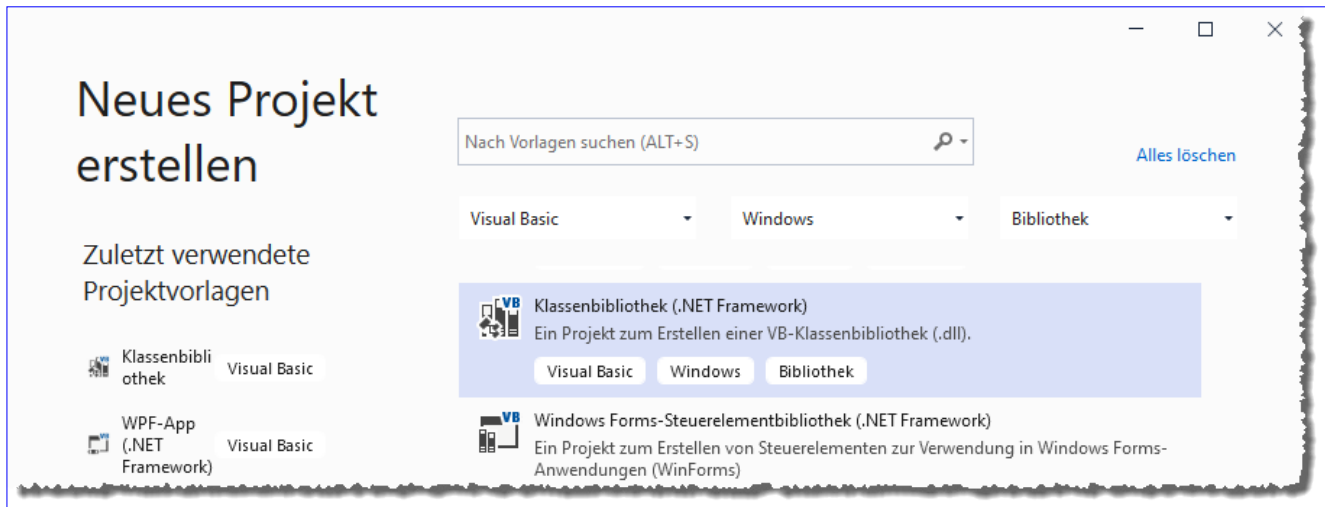 Neues Projekt
erstellen
Nach Vorlagen suchen (ALT+S)
Alles löschen
Visual Basic
Windows
Bibliothek
Zuletzt verwendete
Projektvorlagen
Klassenbibli
othek
Visual Basic
WPF-App
(.NET
Framework)
Visual Basic
VB
Klassenbibliothek (.NET Framework)
Ein Projekt zum Erstellen einer VB-Klassenbibliothek (.dll).
Visual Basic
Windows
Bibliothek
VB
Windows Forms-Steuerelementbibliothek (.NET Framework)
Ein Projekt zum Erstellen von Steuerelementen zur Verwendung in Windows Forms-
Anwendungen (WinForms)